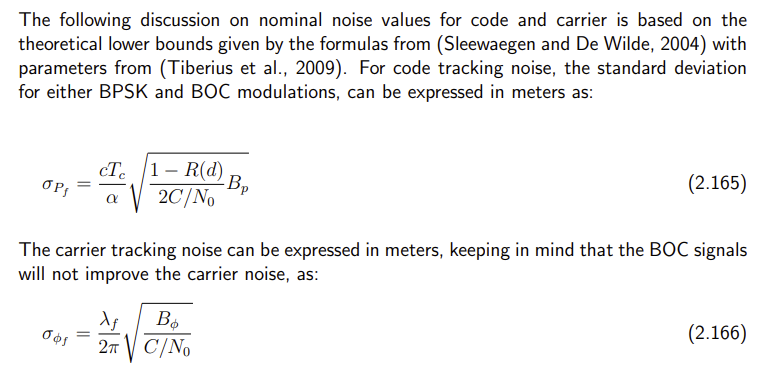 The following discussion on nominal noise values for code and carrier is based on the
theoretical lower bounds given by the formulas from (Sleewaegen and De Wilde, 2004) with
parameters from (Tiberius et al., 2009). For code tracking noise, the standard deviation
for either BPSK and BOC modulations, can be expressed in meters as:
\sigma_{P_f} = \frac{cT_c}{\alpha} \sqrt{\frac{1 - R(d)}{2C/N_0} B_p} (2.165)
The carrier tracking noise can be expressed in meters, keeping in mind that the BOC signals
will not improve the carrier noise, as:
\sigma_{\phi_f} = \frac{\lambda_f}{2\pi} \sqrt{\frac{B_\phi}{C/N_0}} (2.166)